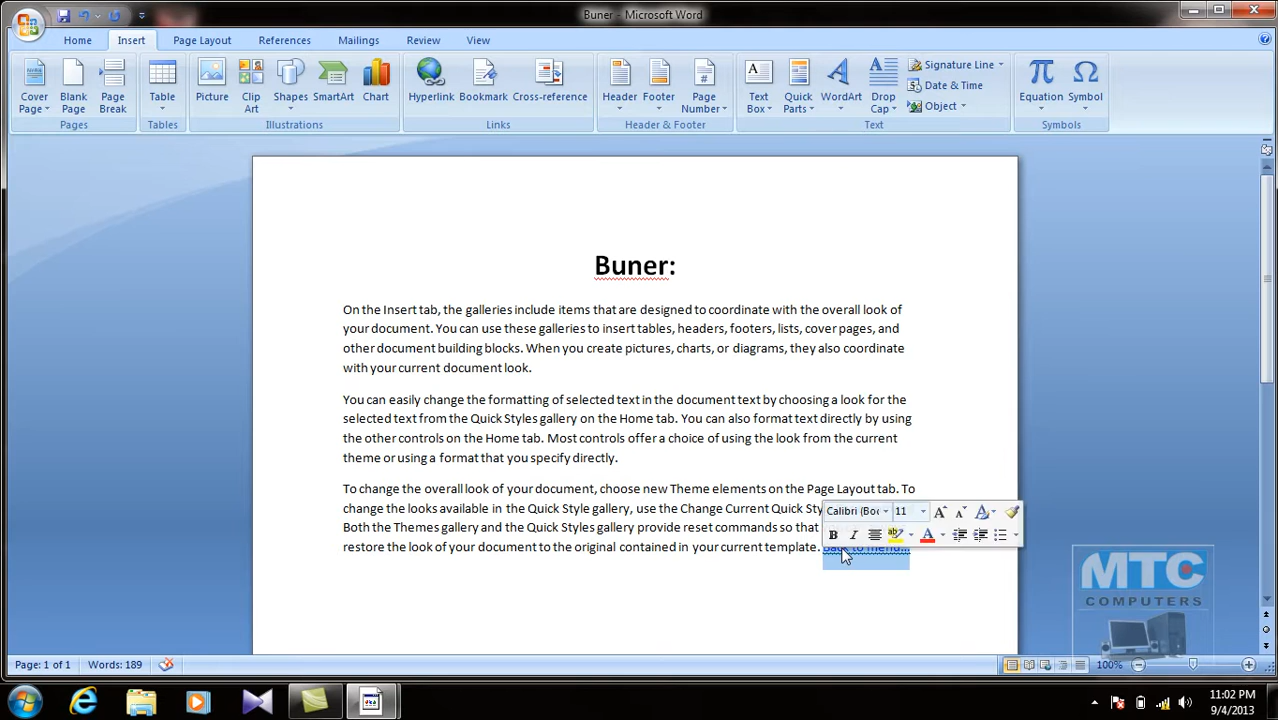 Buner - Microsoft Word
Home Insert Page Layout References Mailings Review View
Cover Page Blank Page Page Break Table Picture Clip Art Shapes SmartArt Chart Hyperlink Bookmark Cross-reference Header Footer Page Number Text Box Quick Parts WordArt Drop Cap Signature Line Date & Time Object Equation Symbol
Pages Tables Illustrations Links Header & Footer Text Symbols
Buner:
On the Insert tab, the galleries include items that are designed to coordinate with the overall look of
your document. You can use these galleries to insert tables, headers, footers, lists, cover pages, and
other document building blocks. When you create pictures, charts, or diagrams, they also coordinate
with your current document look.
You can easily change the formatting of selected text in the document text by choosing a look for the
selected text from the Quick Styles gallery on the Home tab. You can also format text directly by using
the other controls on the Home tab. Most controls offer a choice of using the look from the current
theme or using a format that you specify directly.
To change the overall look of your document, choose new Theme elements on the Page Layout tab. To
change the looks available in the Quick Style gallery, use the Change Current Quick Sty
Calibri (Boc 11
Both the Themes gallery and the Quick Styles gallery provide reset commands so that
restore the look of your document to the original contained in your current template. Back to menu...
MTC
COMPUTERS
Page: 1 of 1 Words: 189 100%
11:02 PM
9/4/2013